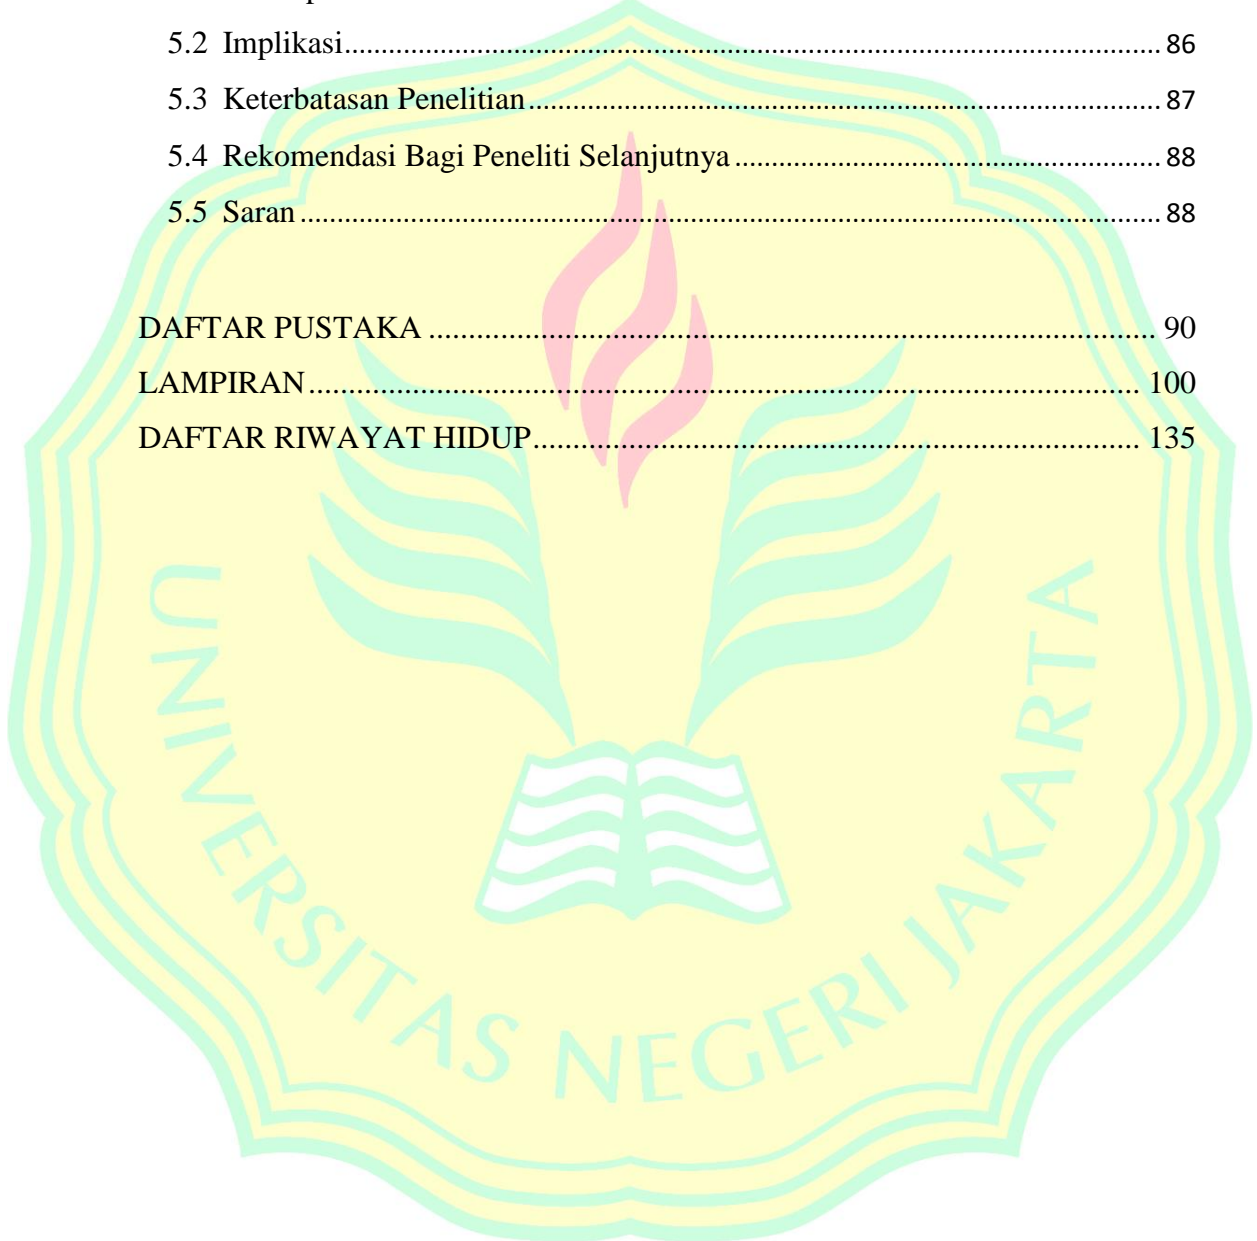 5.2 Implikasi........................................ 86
5.3 Keterbatasan Penelitian........................................ 87
5.4 Rekomendasi Bagi Peneliti Selanjutnya........................................ 88
5.5 Saran........................................ 88
DAFTAR PUSTAKA........................................ 90
LAMPIRAN........................................ 100
DAFTAR RIWAYAT HIDUP........................................ 135
UNIVERSITAS NEGERI JAKARTA